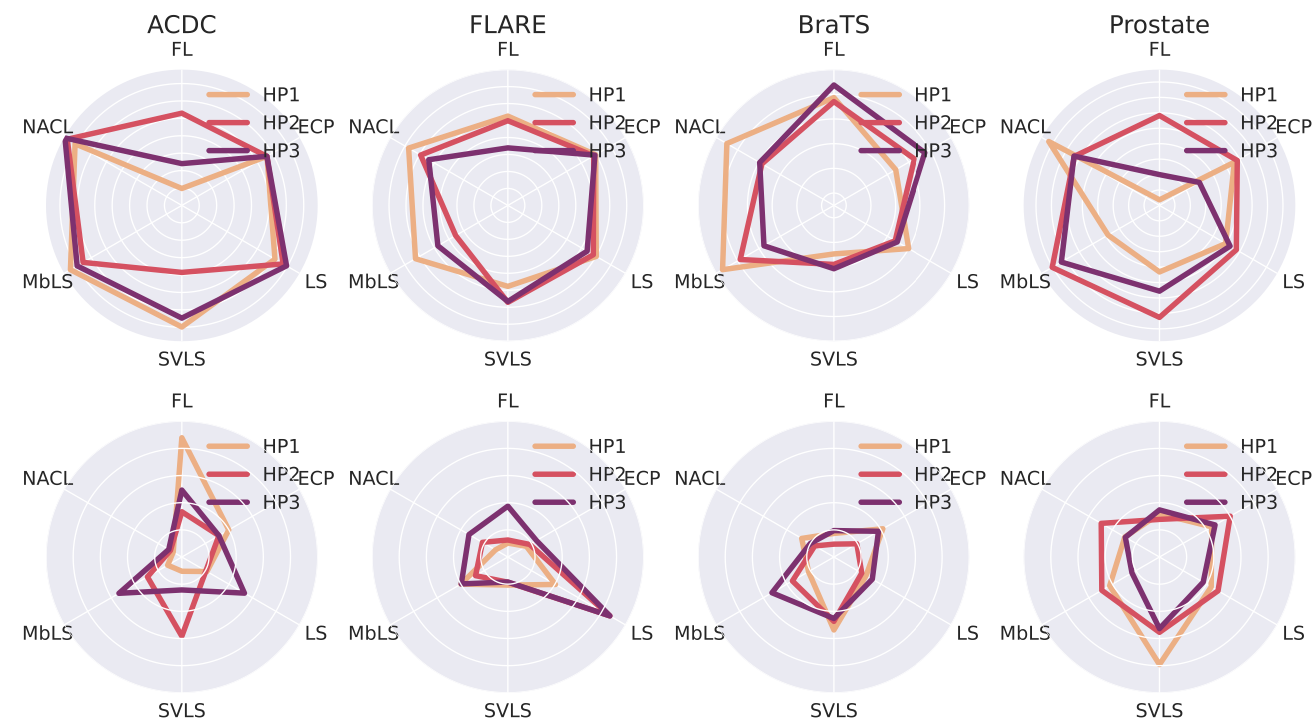 ACDC FLARE BraTS Prostate
FL FL FL FL
HP1 HP1 HP1 HP1
NACL HP2 ECP NACL HP2 ECP NACL HP2 ECP NACL HP2 ECP
HP3 HP3 HP3 HP3
MbLS LS MbLS LS MbLS LS MbLS LS
SVLS SVLS SVLS SVLS
FL FL FL FL
HP1 HP1 HP1 HP1
NACL HP2 ECP NACL HP2 ECP NACL HP2 ECP NACL HP2 ECP
HP3 HP3 HP3 HP3
MbLS LS MbLS LS MbLS LS MbLS LS
SVLS SVLS SVLS SVLS